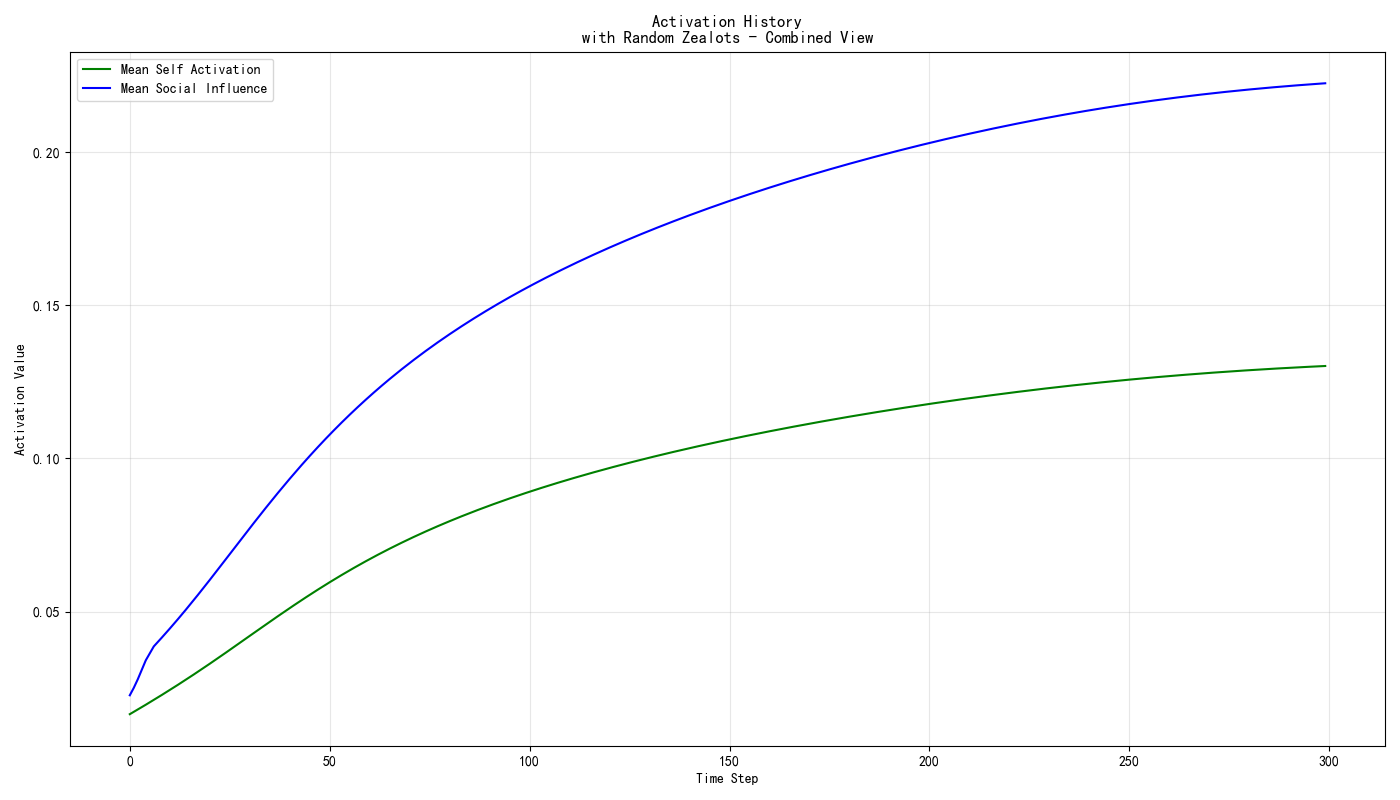 Activation History
with Random Zealots - Combined View
Mean Self Activation
Mean Social Influence
Activation Value
0.20
0.15
0.10
0.05
0
50
100
150
200
250
300
Time Step